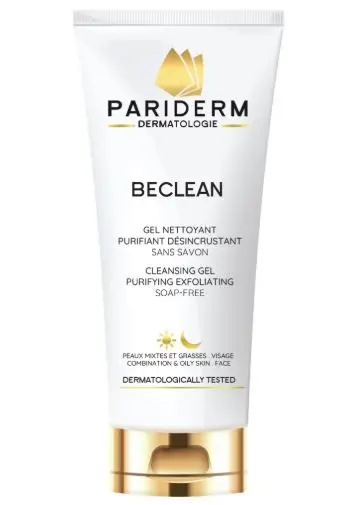 PARIDERM
DERMATOLOGIE
BECLEAN
GEL NETTOYANT
PURIFIANT DÉSINCRUSTANT
SANS SAVON
CLEANSING GEL
PURIFYING EXFOLIATING
SOAP-FREE
PEAUX MIXTES ET GRASSES . VISAGE
COMBINATION & OILY SKIN . FACE
DERMATOLOGICALLY TESTED